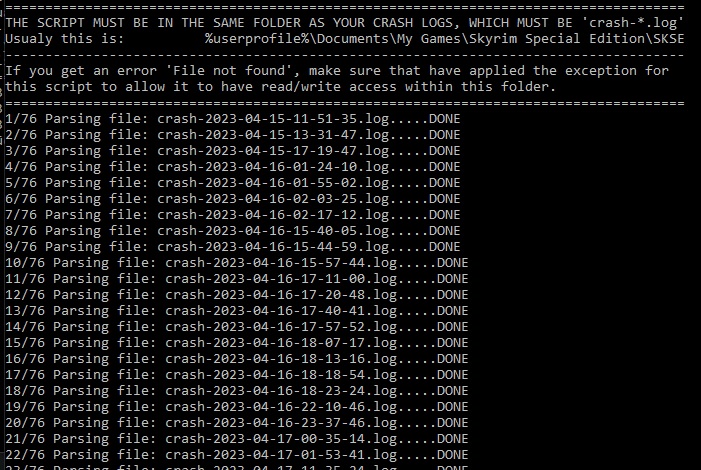 ================================================================================
THE SCRIPT MUST BE IN THE SAME FOLDER AS YOUR CRASH LOGS, WHICH MUST BE 'crash-*.log'
Usualy this is:          %userprofile%\Documents\My Games\Skyrim Special Edition\SKSE
--------------------------------------------------------------------------------
If you get an error 'File not found', make sure that have applied the exception for
this script to allow it to have read/write access within this folder.
================================================================================
1/76 Parsing file: crash-2023-04-15-11-51-35.log.....DONE
2/76 Parsing file: crash-2023-04-15-13-31-47.log.....DONE
3/76 Parsing file: crash-2023-04-15-17-19-47.log.....DONE
4/76 Parsing file: crash-2023-04-16-01-24-10.log.....DONE
5/76 Parsing file: crash-2023-04-16-01-55-02.log.....DONE
6/76 Parsing file: crash-2023-04-16-02-03-25.log.....DONE
7/76 Parsing file: crash-2023-04-16-02-17-12.log.....DONE
8/76 Parsing file: crash-2023-04-16-15-40-05.log.....DONE
9/76 Parsing file: crash-2023-04-16-15-44-59.log.....DONE
10/76 Parsing file: crash-2023-04-16-15-57-44.log.....DONE
11/76 Parsing file: crash-2023-04-16-17-11-00.log.....DONE
12/76 Parsing file: crash-2023-04-16-17-20-48.log.....DONE
13/76 Parsing file: crash-2023-04-16-17-40-41.log.....DONE
14/76 Parsing file: crash-2023-04-16-17-57-52.log.....DONE
15/76 Parsing file: crash-2023-04-16-18-07-17.log.....DONE
16/76 Parsing file: crash-2023-04-16-18-13-16.log.....DONE
17/76 Parsing file: crash-2023-04-16-18-18-54.log.....DONE
18/76 Parsing file: crash-2023-04-16-18-23-24.log.....DONE
19/76 Parsing file: crash-2023-04-16-22-10-46.log.....DONE
20/76 Parsing file: crash-2023-04-16-23-37-46.log.....DONE
21/76 Parsing file: crash-2023-04-17-00-35-14.log.....DONE
22/76 Parsing file: crash-2023-04-17-01-53-41.log.....DONE